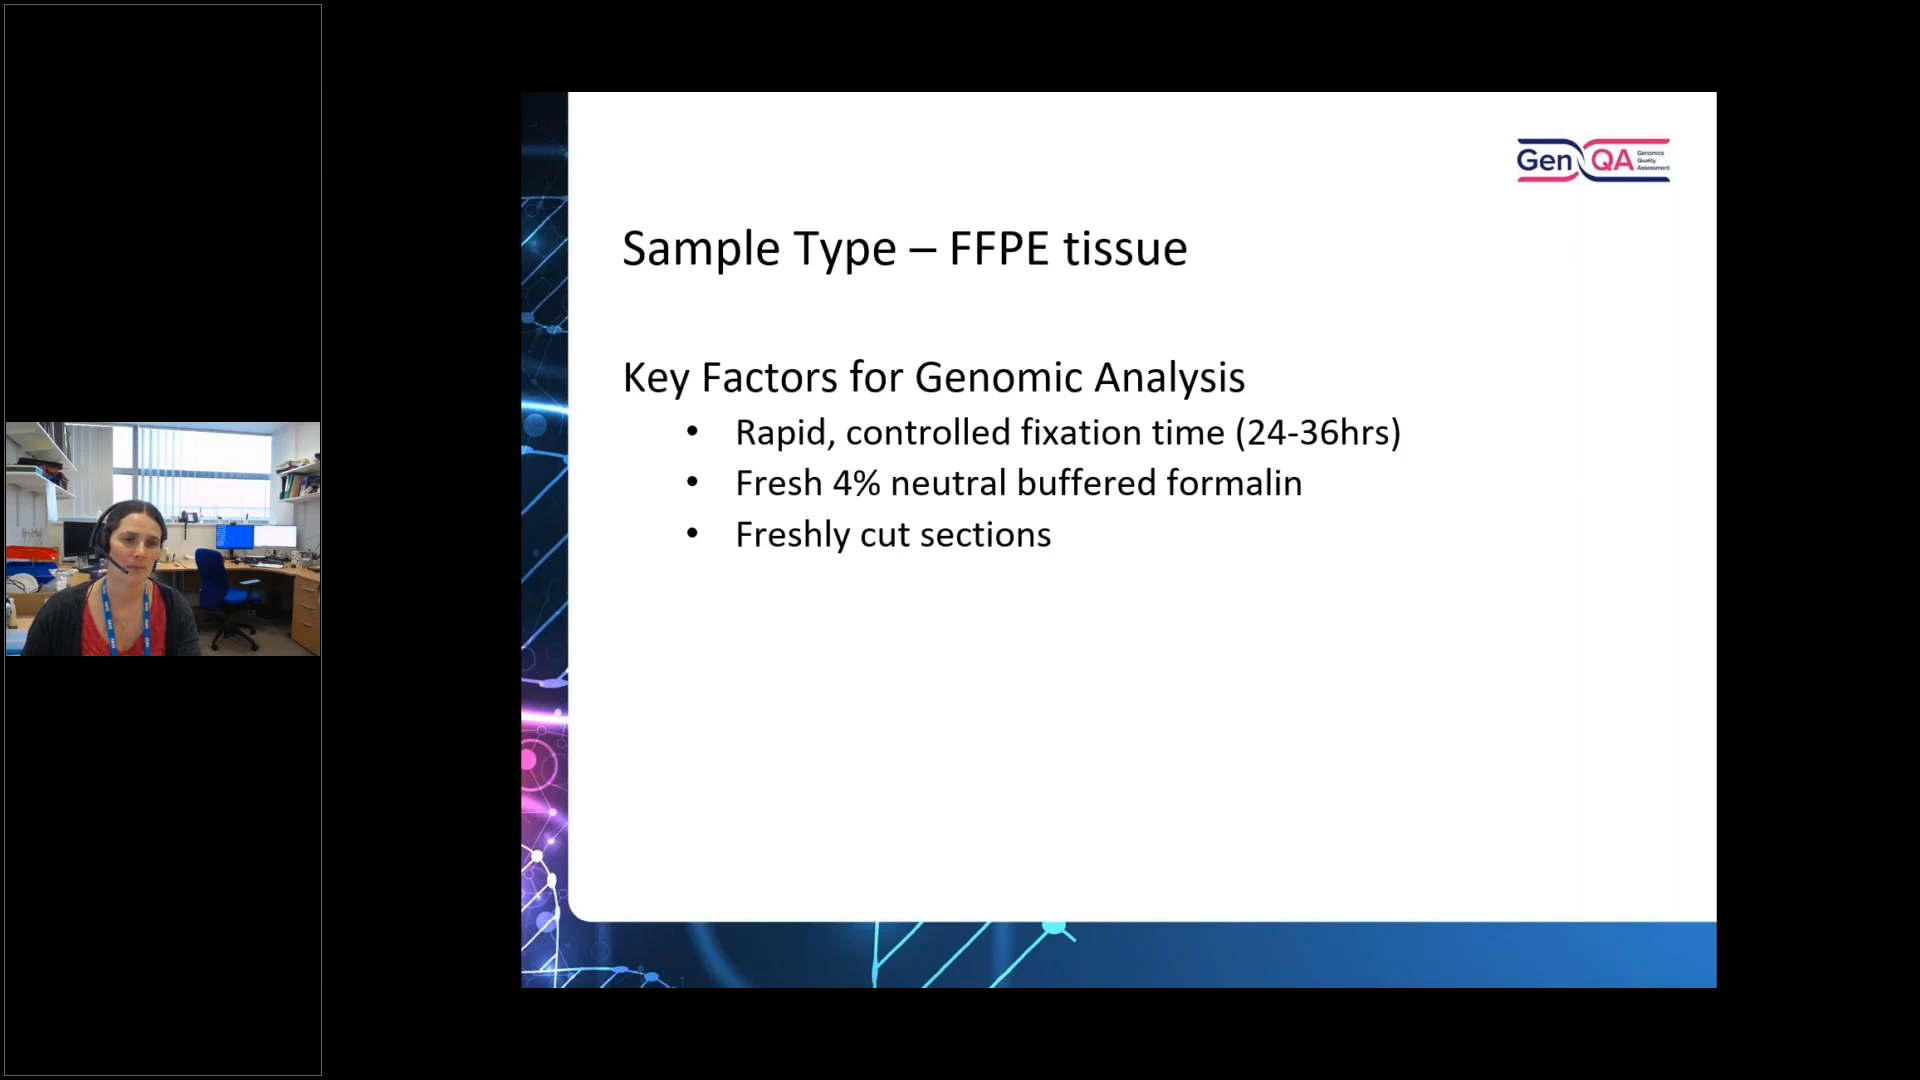 Gen QA Genomics
Quality
Assessment
Sample Type – FFPE tissue
Key Factors for Genomic Analysis
• Rapid, controlled fixation time (24-36hrs)
• Fresh 4% neutral buffered formalin
• Freshly cut sections